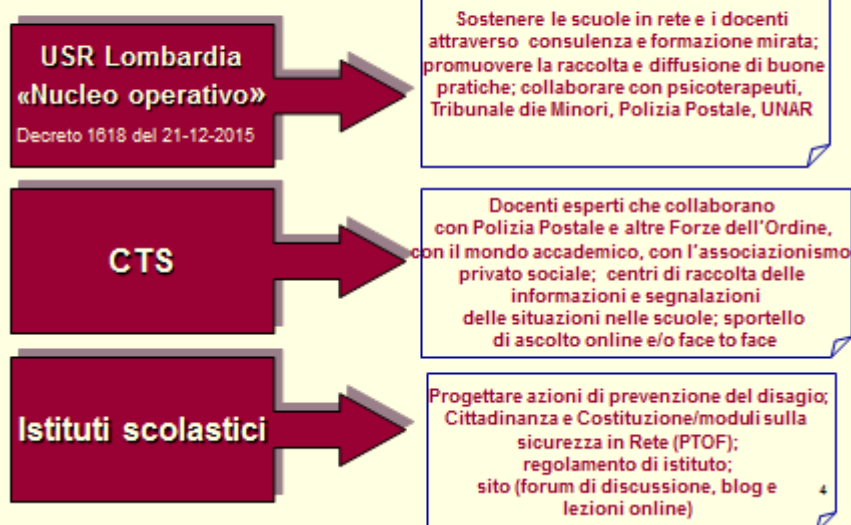 USR Lombardia
«Nucleo operativo»
Decreto 1618 del 21-12-2015
Sostenere le scuole in rete e i docenti
attraverso consulenza e formazione mirata;
promuovere la raccolta e diffusione di buone
pratiche; collaborare con psicoterapeuti,
Tribunale die Minori, Polizia Postale, UNAR
CTS
Docenti esperti che collaborano
con Polizia Postale e altre Forze dell'Ordine,
con il mondo accademico, con l'associazionismo
privato sociale; centri di raccolta delle
informazioni e segnalazioni
delle situazioni nelle scuole; sportello
di ascolto online e/o face to face
Istituti scolastici
Progettare azioni di prevenzione del disagio;
Cittadinanza e Costituzione/moduli sulla
sicurezza in Rete (PTOF);
regolamento di istituto;
sito (forum di discussione, blog e
lezioni online)
4